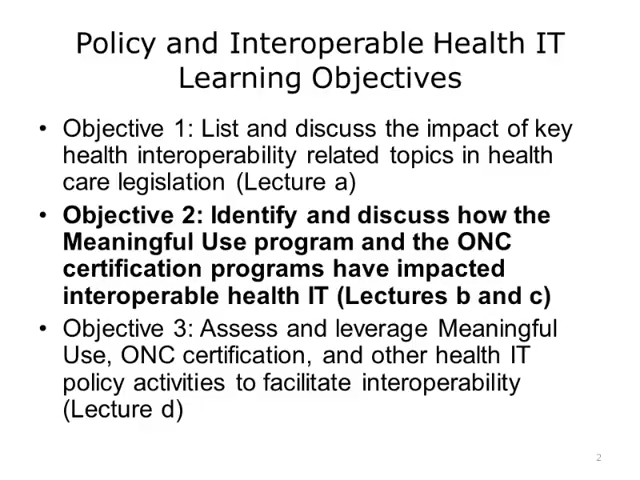 Policy and Interoperable Health IT
Learning Objectives
• Objective 1: List and discuss the impact of key
health interoperability related topics in health
care legislation (Lecture a)
• Objective 2: Identify and discuss how the
Meaningful Use program and the ONC
certification programs have impacted
interoperable health IT (Lectures b and c)
• Objective 3: Assess and leverage Meaningful
Use, ONC certification, and other health IT
policy activities to facilitate interoperability
(Lecture d)
2